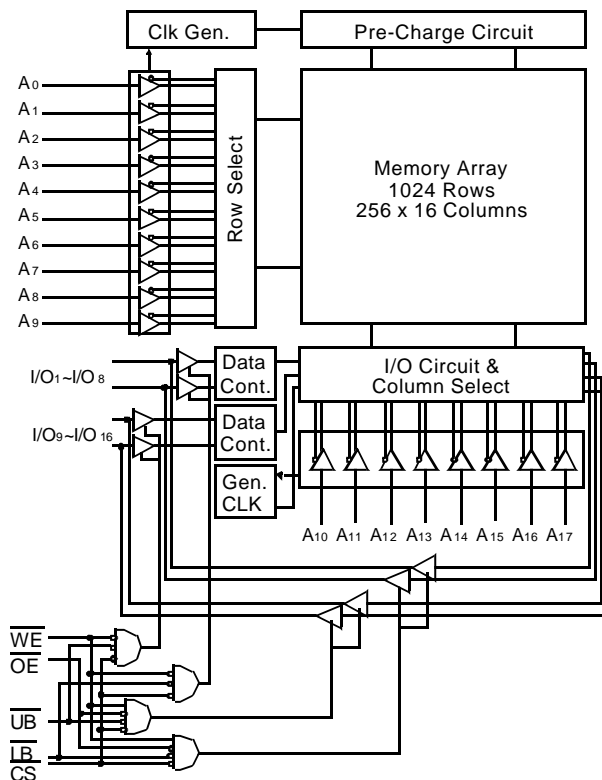 Clk Gen.
Pre-Charge Circuit
A0
A1
A2
A3
A4
A5
A6
A7
A8
A9
Row Select
Memory Array
1024 Rows
256 x 16 Columns
I/O1~I/O8
Data
Cont.
I/O Circuit &
Column Select
I/O9~I/O16
Data
Cont.
Gen.
CLK
A10 A11 A12 A13 A14 A15 A16 A17
WE
OE
UB
LB
CS